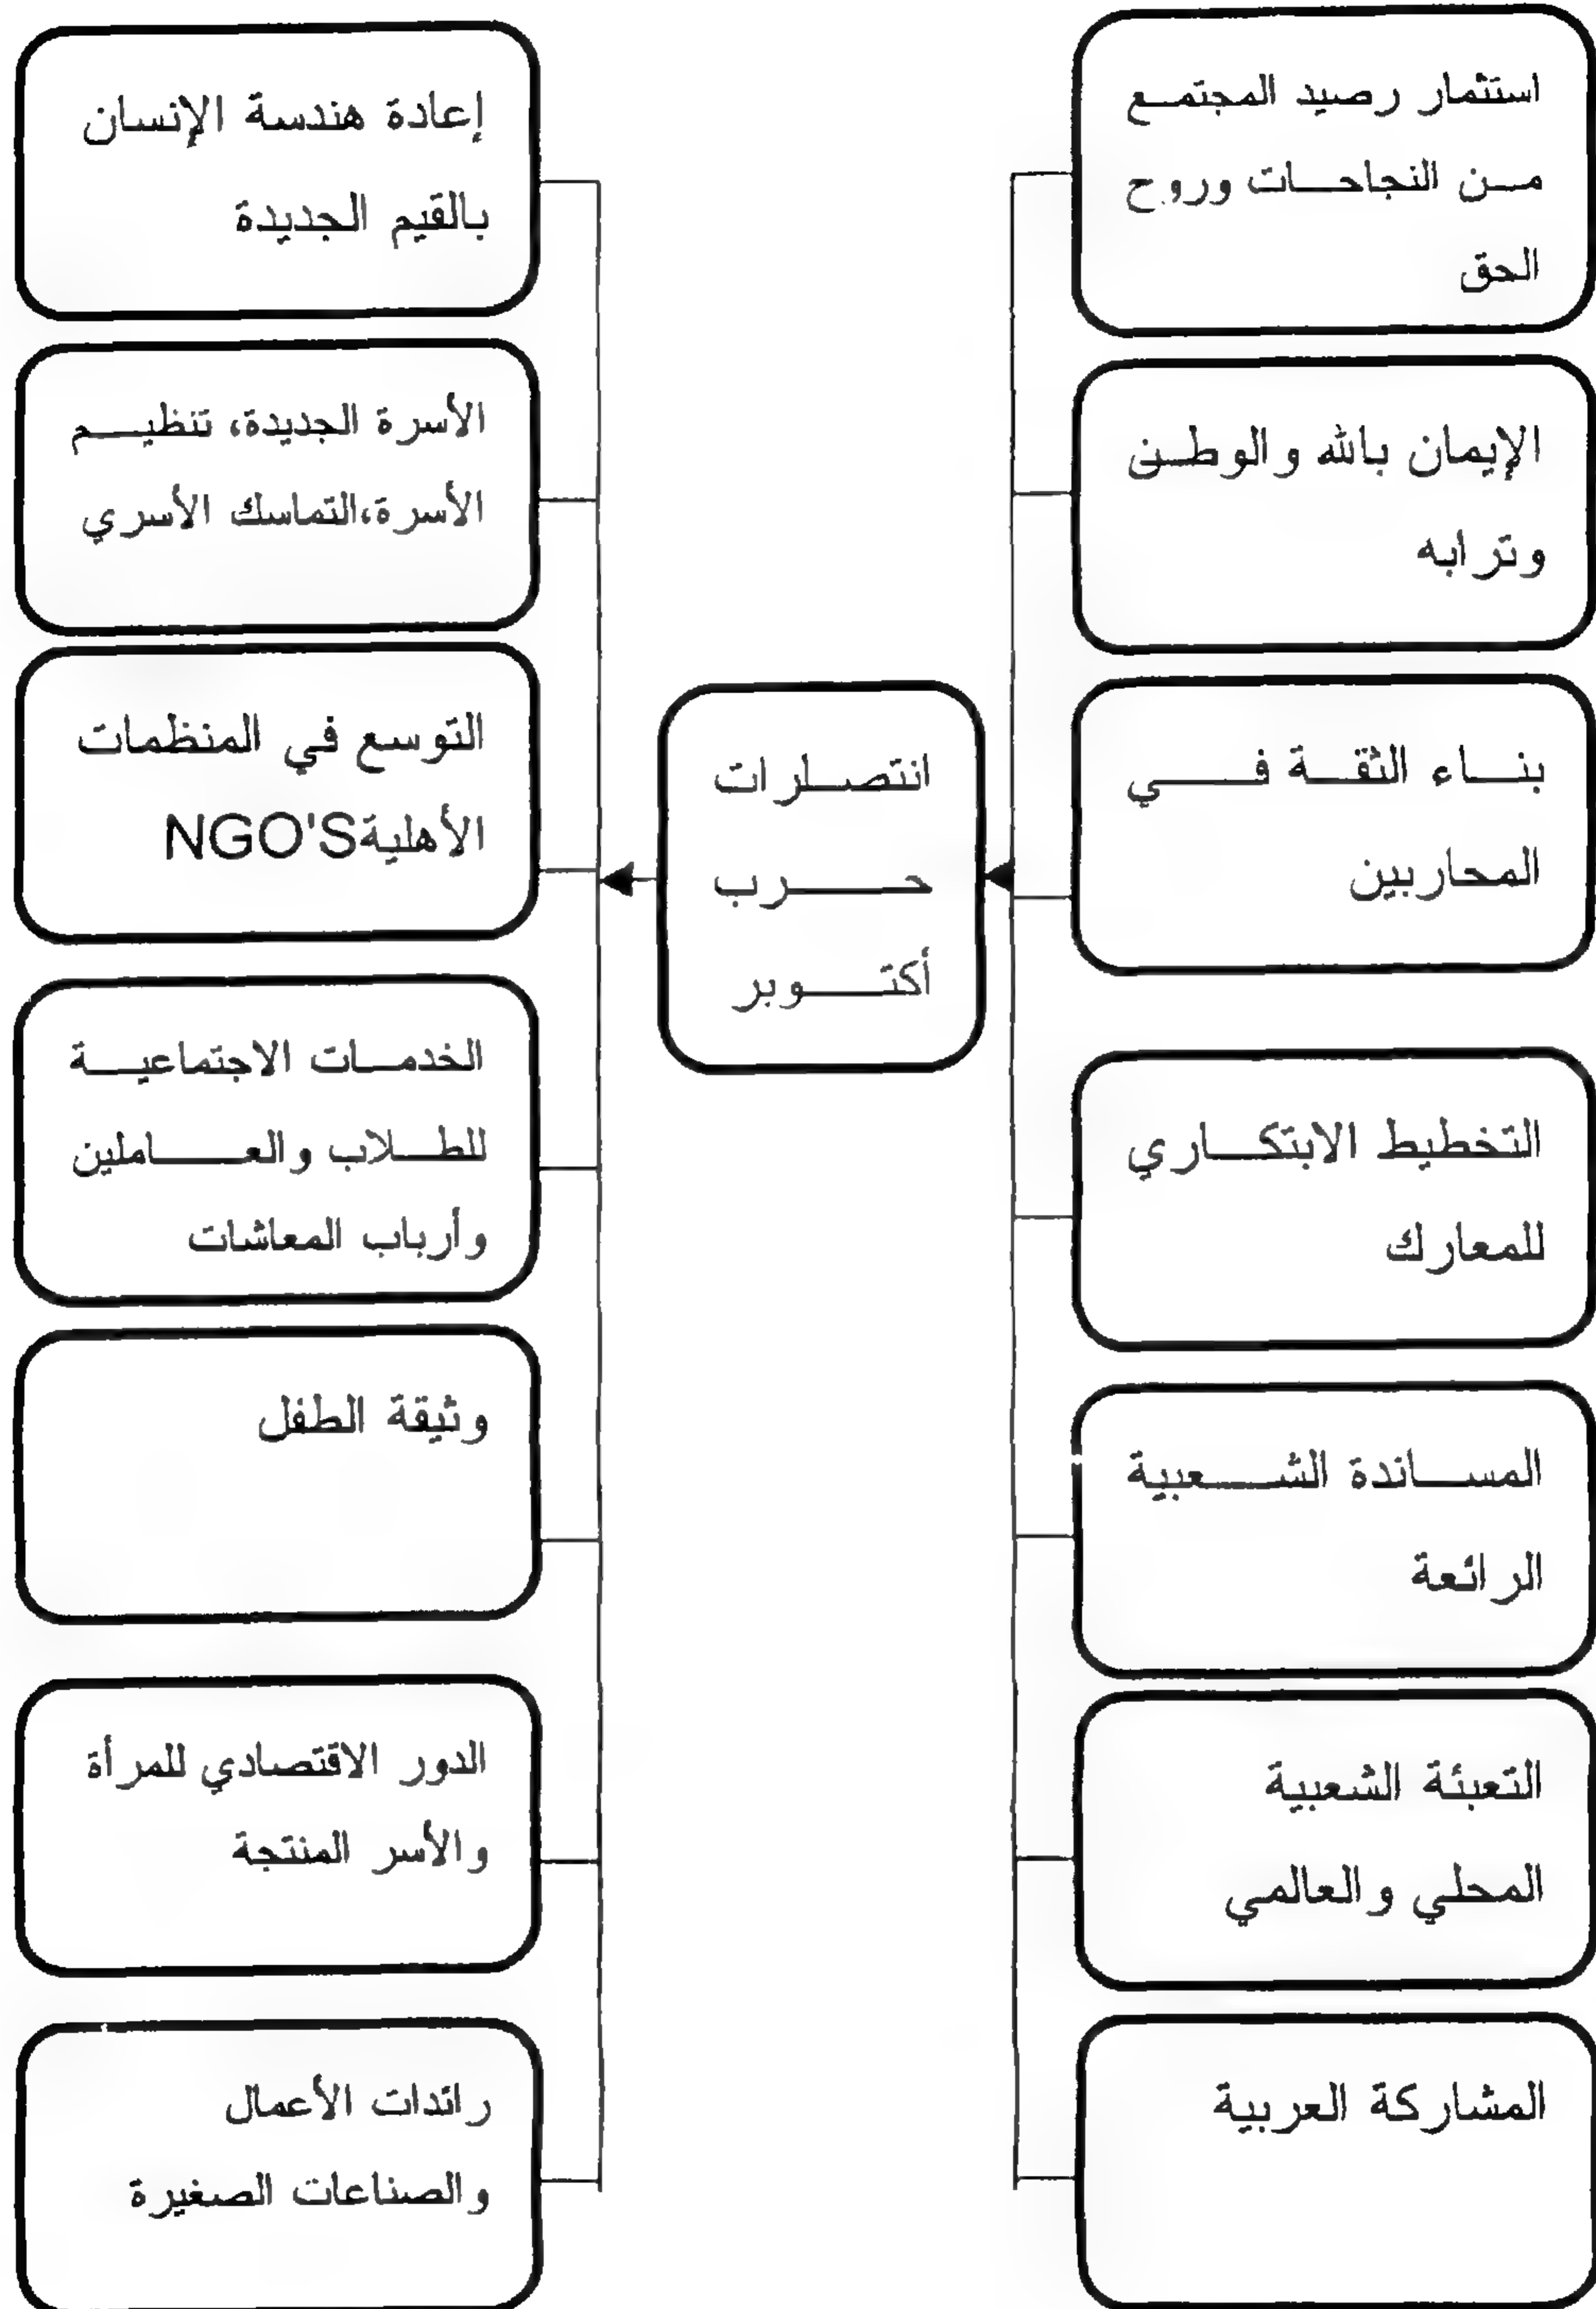 استثمار رصيد المجتمع
من النجاحات وروح
الحق
الإيمان بالله والوطن
وترابه
بناء الثقة في
المحاربين
التخطيط الابتكاري
للمعارك
المساندة الشعبية
الرائعة
التعبئة الشعبية
المحلي والعالمي
المشاركة العربية
انتصارات
حرب
أكتوبر
إعادة هندسة الإنسان
بالقيم الجديدة
الأسرة الجديدة، تنظيم
الأسرة،التماسك الأسري
التوسع في المنظمات
الأهليةNGO'S
الخدمات الاجتماعية
للطلاب والعاملين
وأرباب المعاشات
وثيقة الطفل
الدور الاقتصادي للمرأة
والأسر المنتجة
رائدات الأعمال
والصناعات الصغيرة